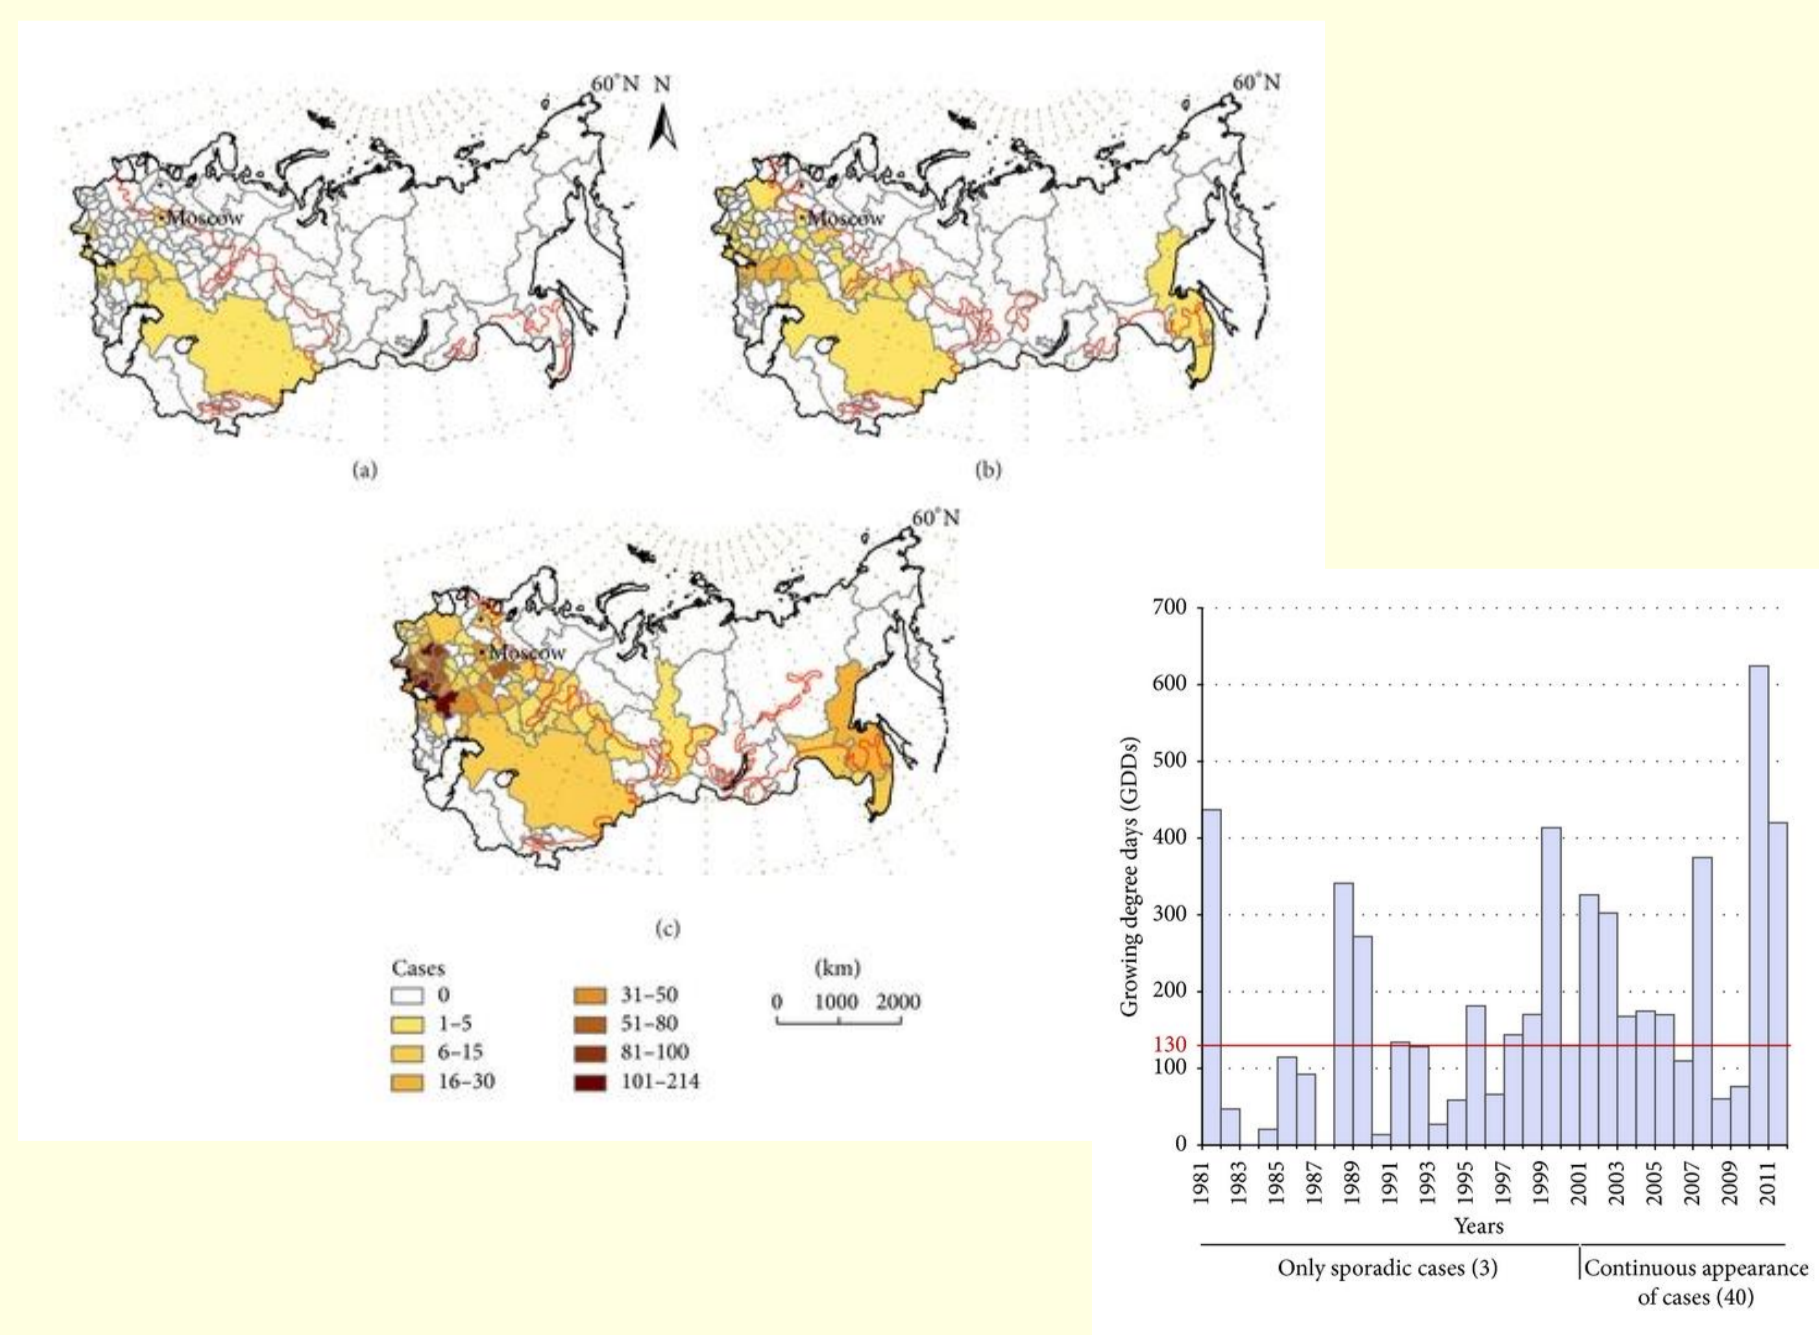 60°N N
Moscow
(a)
60°N
Moscow
(b)
60°N
Moscow
(c)
Cases
0
1–5
6–15
16–30
31–50
51–80
81–100
101–214
(km)
0 1000 2000
Growing degree days (GDDs)
700
600
500
400
300
200
130
100
0
1981 1983 1985 1987 1989 1991 1993 1995 1997 1999 2001 2003 2005 2007 2009 2011
Years
Only sporadic cases (3)
Continuous appearance
of cases (40)